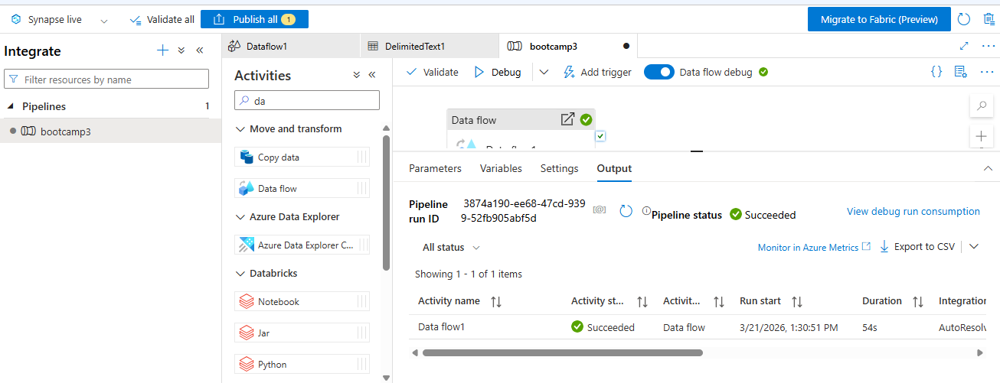 Synapse live
Validate all
Publish all 1
Migrate to Fabric (Preview)
Integrate
Filter resources by name
Pipelines 1
bootcamp3
Dataflow1
DelimitedText1
bootcamp3
Activities
da
Move and transform
Copy data
Data flow
Azure Data Explorer
Azure Data Explorer C...
Databricks
Notebook
Jar
Python
Validate
Debug
Add trigger
Data flow debug
{}
Data flow
Data flow1
Parameters
Variables
Settings
Output
Pipeline run ID
3874a190-ee68-47cd-939
9-52fb905abf5d
[@]
Pipeline status
Succeeded
View debug run consumption
All status
Monitor in Azure Metrics
Export to CSV
Showing 1 - 1 of 1 items
Activity name Activity st... Activit... Run start Duration Integration
Data flow1 Succeeded Data flow 3/21/2026, 1:30:51 PM 54s AutoResolv